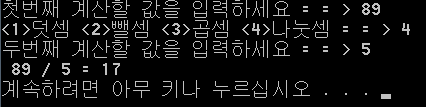 첫번째 계산할 값을 입력하세요 = = > 89
<1>덧셈 <2>뺄셈 <3>곱셈 <4>나눗셈 = = > 4
두번째 계산할 값을 입력하세요 = = > 5
89 / 5 = 17
계속하려면 아무 키나 누르십시오 . . .